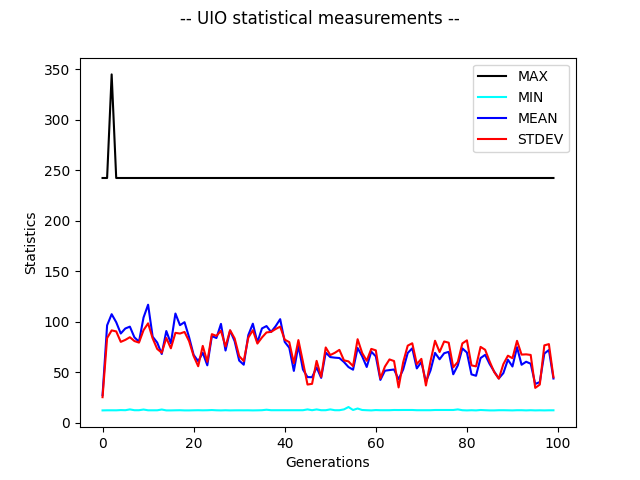 -- UIO statistical measurements --
MAX
MIN
MEAN
STDEV
Statistics
350
300
250
200
150
100
50
0
0 20 40 60 80 100
Generations